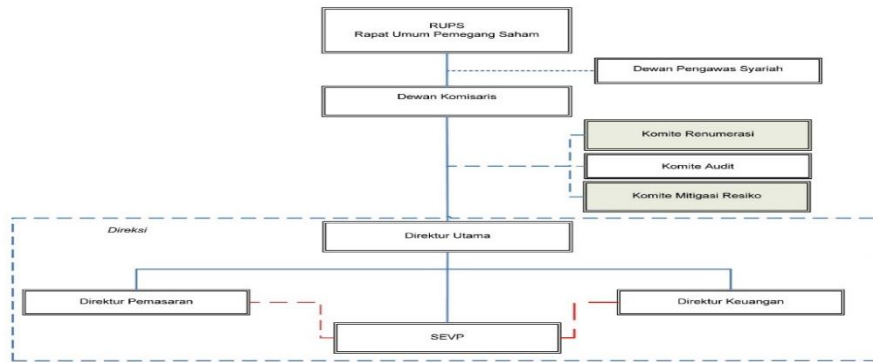 RUPS
Rapat Umum Pemegang Saham
Dewan Pengawas Syariah
Dewan Komisaris
Komite Renumerasi
Komite Audit
Komite Mitigasi Resiko
Direksi
Direktur Utama
Direktur Pemasaran
Direktur Keuangan
SEVP